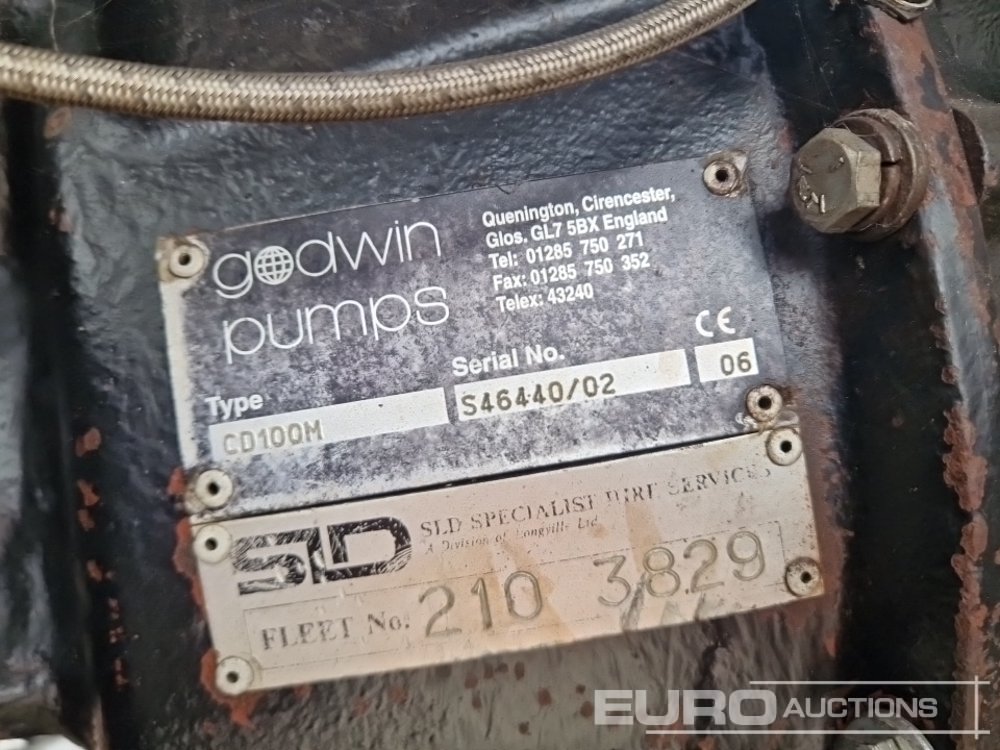 godwin
pumps
Quenington, Cirencester,
Glos. GL7 5BX England
Tel: 01285 750 271
Fax: 01285 750 352
Telex: 43240
CE
Type
Serial No.
CD100M
S46440/02
06
SLD
SLD SPECIALIST HIRE SERVICES
A Division of Longville Ltd
FLEET No: 210 3829
EURO AUCTIONS